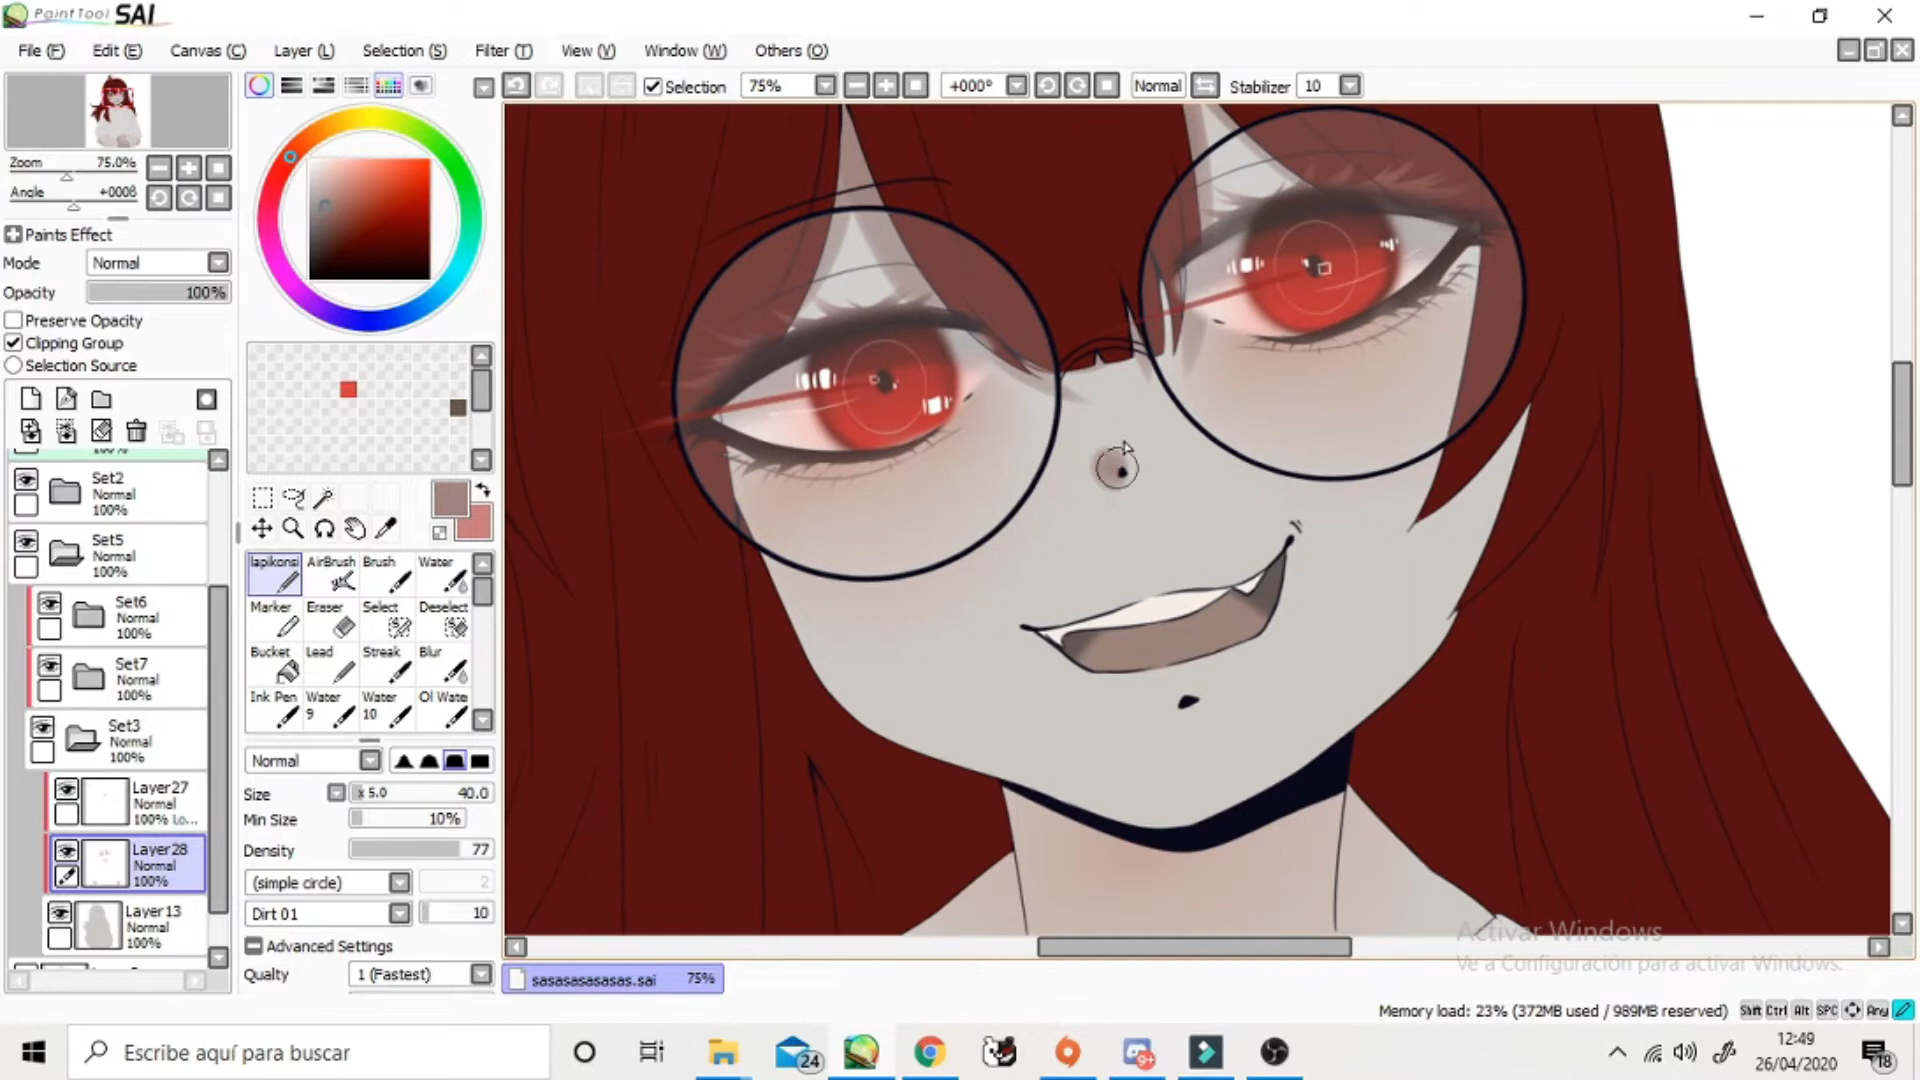 PaintTool SAI
File (F) Edit (E) Canvas (C) Layer (L) Selection (S) Filter (T) View (V) Window (W) Others (O)
Selection 75% +000° Normal Stabilizer 10
Zoom 75.0%
Angle +000
Paints Effect
Mode Normal
Opacity 100%
Preserve Opacity
Clipping Group
Selection Source
Set2
Normal
100%
Set5
Normal
100%
Set6
Normal
100%
Set7
Normal
100%
Set3
Normal
100%
Layer27
Normal
100% Lo...
Layer28
Normal
100%
Layer13
Normal
100%
lapikonsi AirBrush Brush Water
Marker Eraser Select Deselect
Bucket Lead Streak Blur
Ink Pen Water 9 Water 10 Ol Wate
Normal
Size x 5.0 40.0
Min Size 10%
Density 77
(simple circle) 2
Dirt 01 10
Advanced Settings
Qualty 1 (Fastest)
sasasasasasas.sai 75%
Activar Windows
Ve a Configuración para activar Windows.
Memory load: 23% (372MB used / 989MB reserved) Shift Ctrl Alt SPC Any
Escribe aquí para buscar
24
9+
12:49
26/04/2020
18